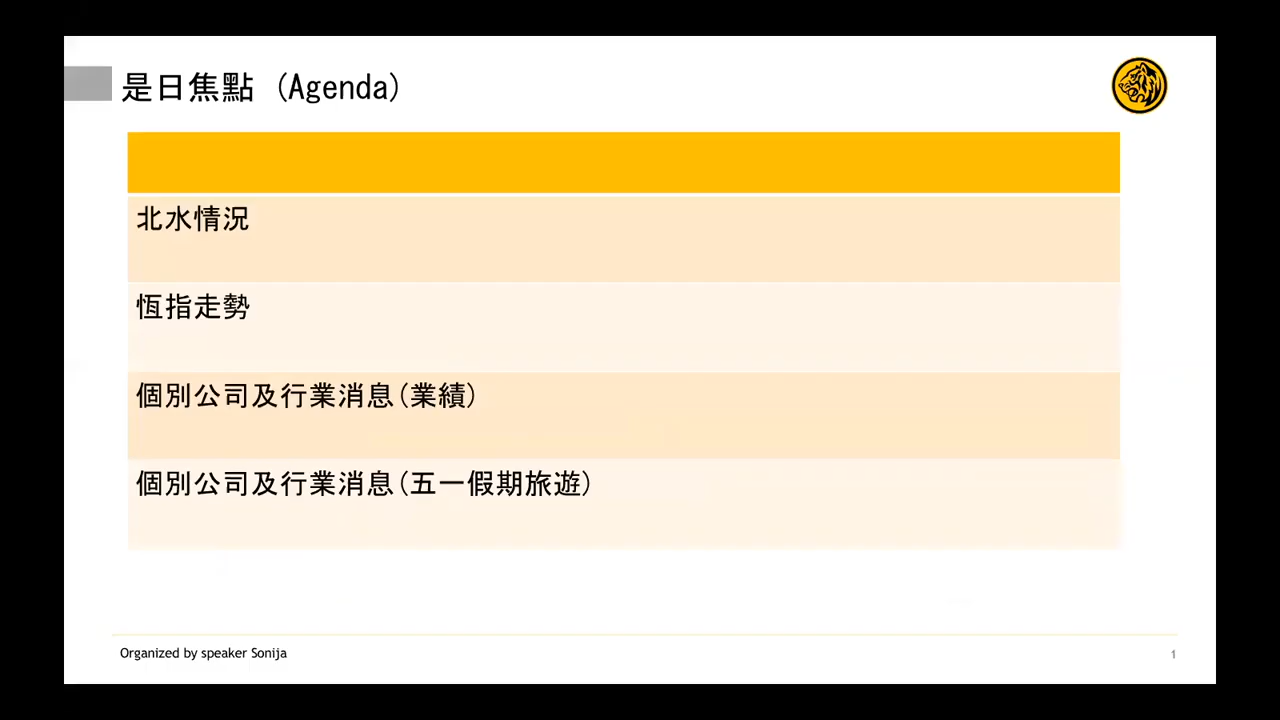 是日焦點 (Agenda)
北水情況
恆指走勢
個別公司及行業消息(業績)
個別公司及行業消息(五一假期旅遊)
Organized by speaker Sonija
1